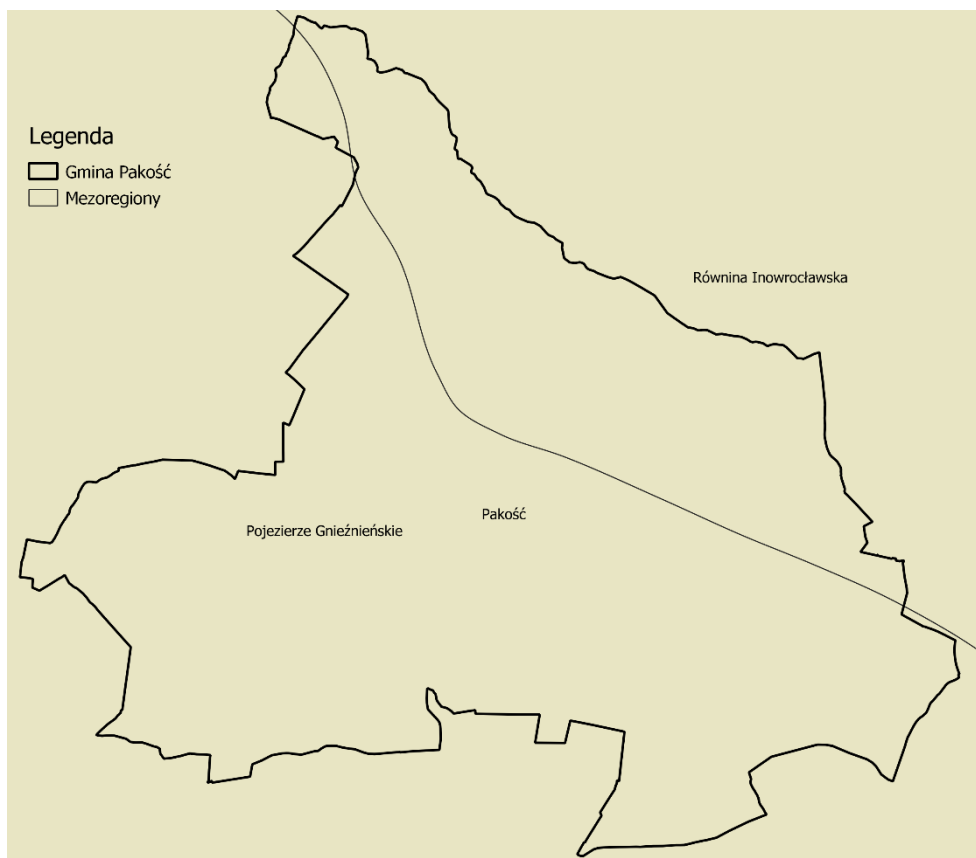 Legenda
Gmina Pakość
Mezoregiony
Równina Inowrocławska
Pakość
Pojezierze Gnieźnieńskie